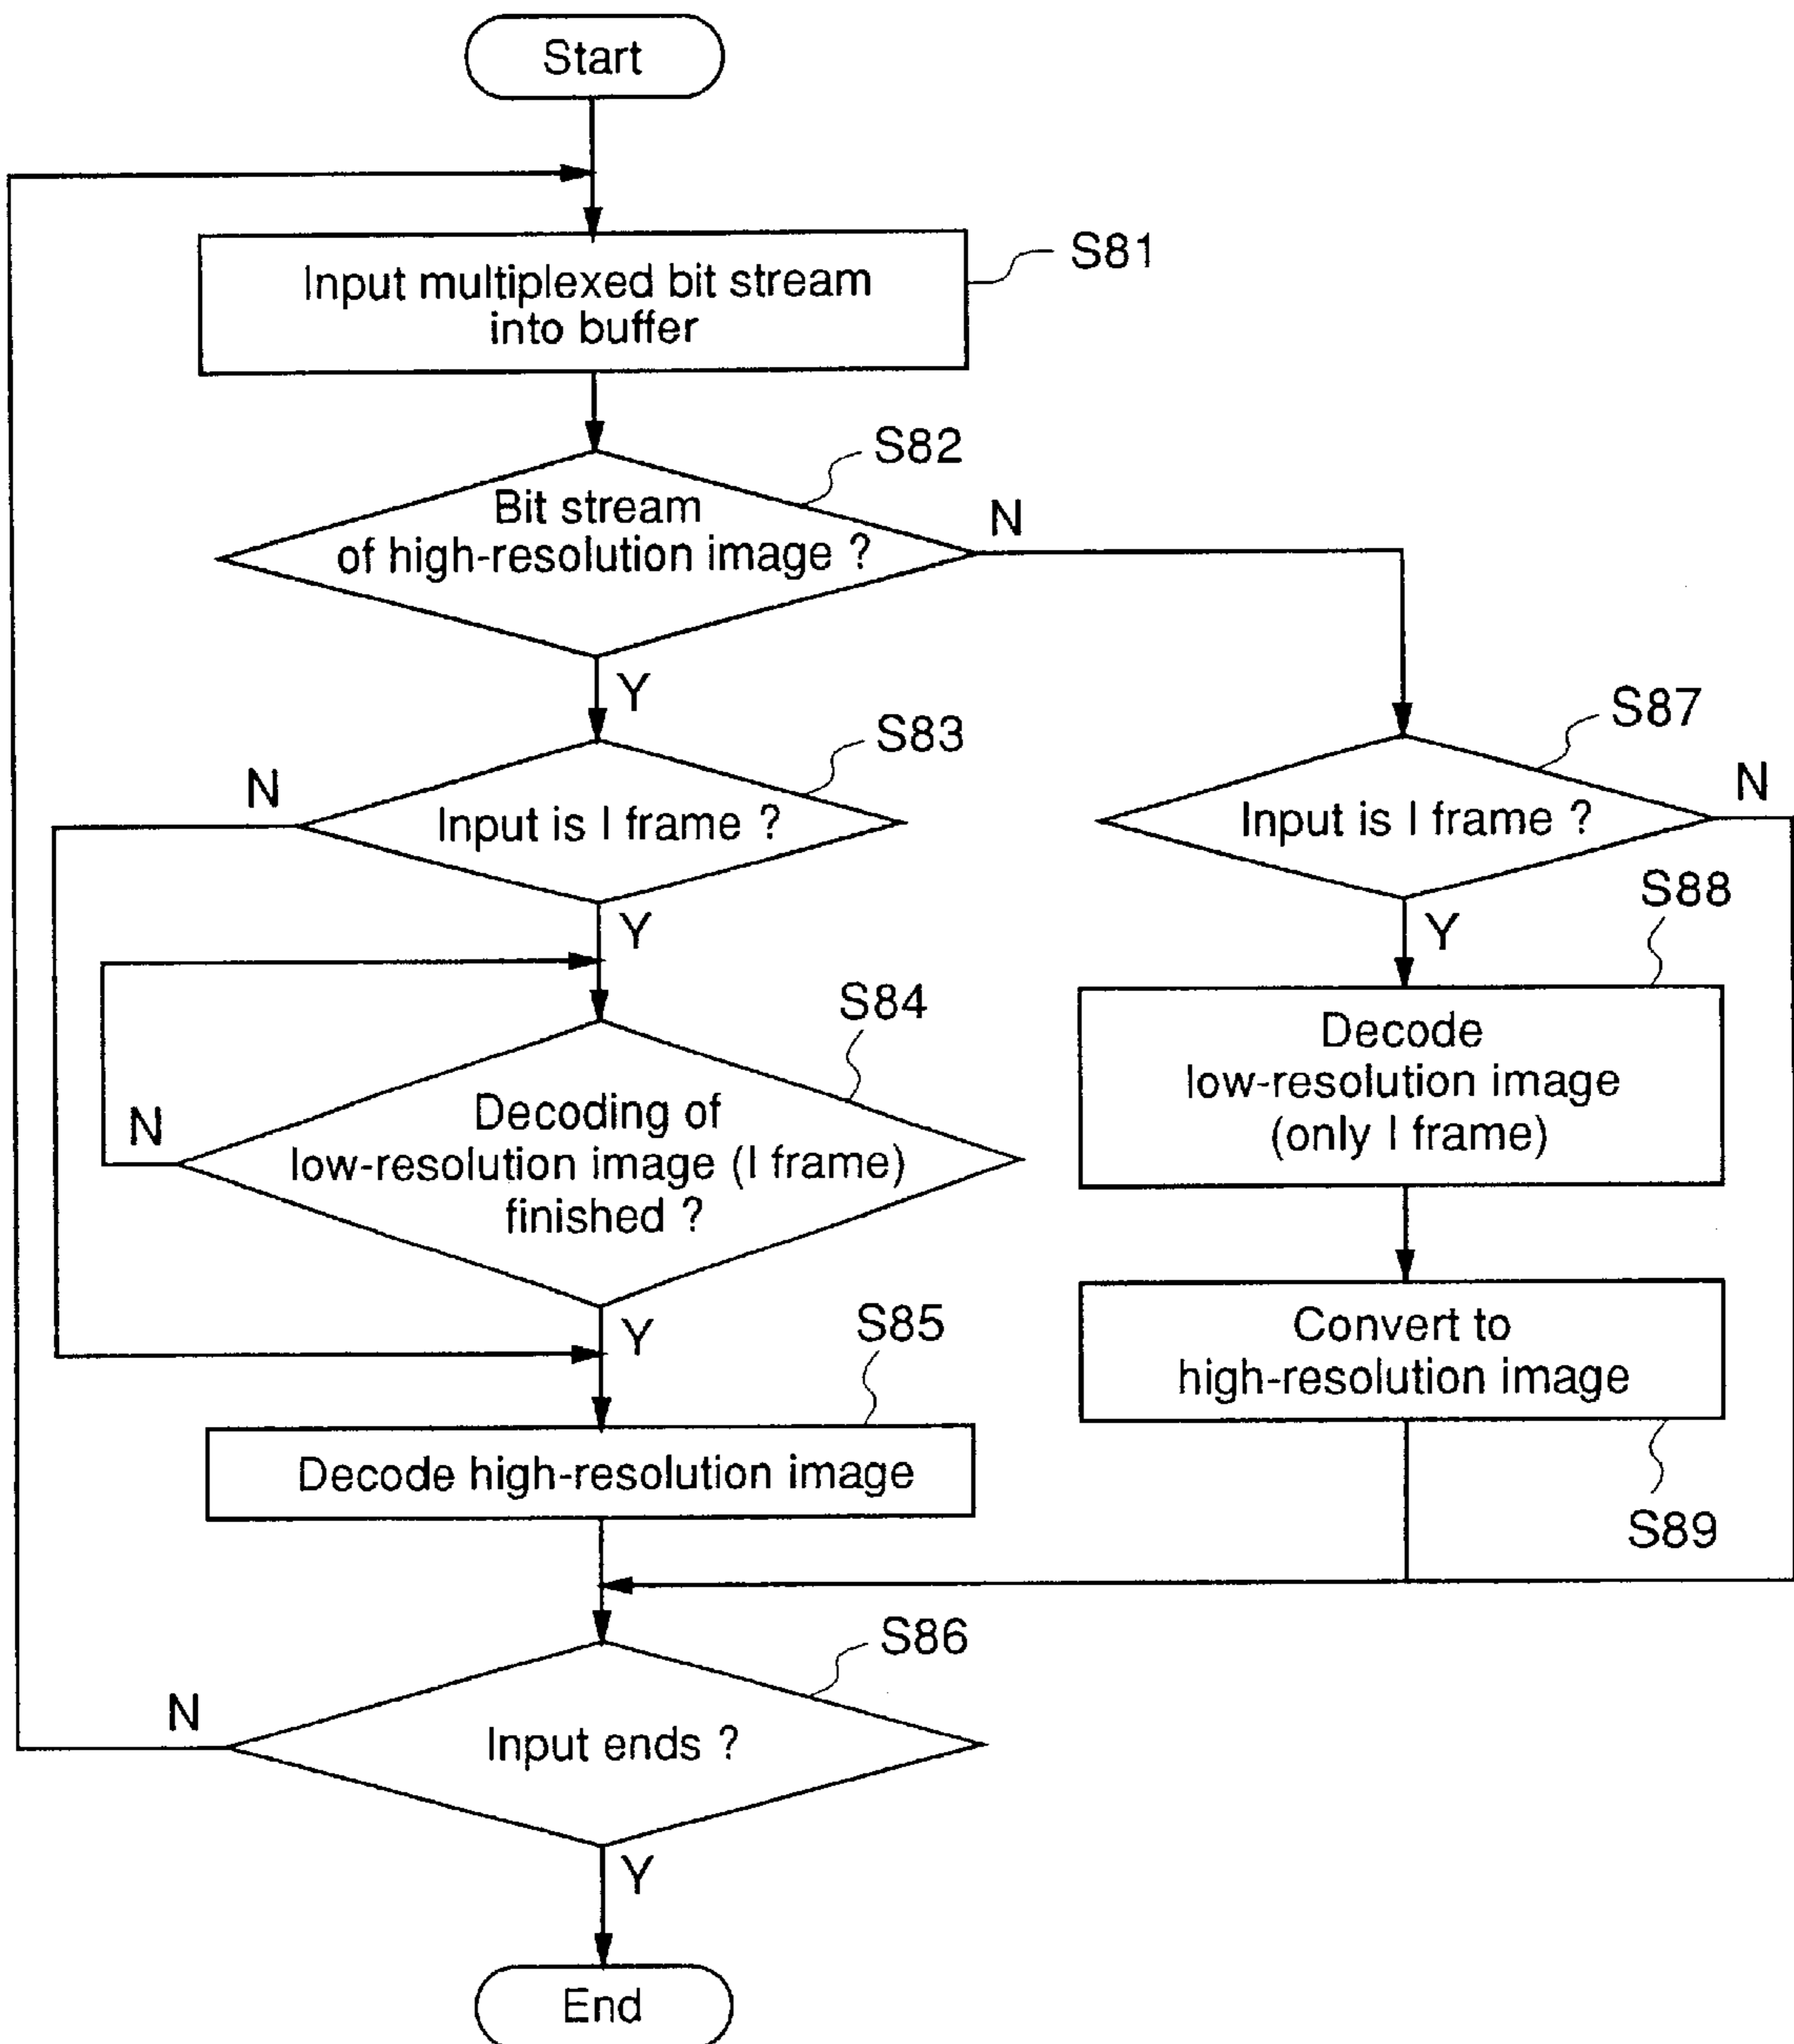 Start
Input multiplexed bit stream
into buffer
S81
S82
Bit stream
of high-resolution image ?
N
Y
S83
N
Input is I frame ?
Y
S87
Input is I frame ?
N
Y
S88
Decode
low-resolution image
(only I frame)
S84
N
Decoding of
low-resolution image (I frame)
finished ?
Y
Convert to
high-resolution image
S89
S85
Decode high-resolution image
S86
N
Input ends ?
Y
End